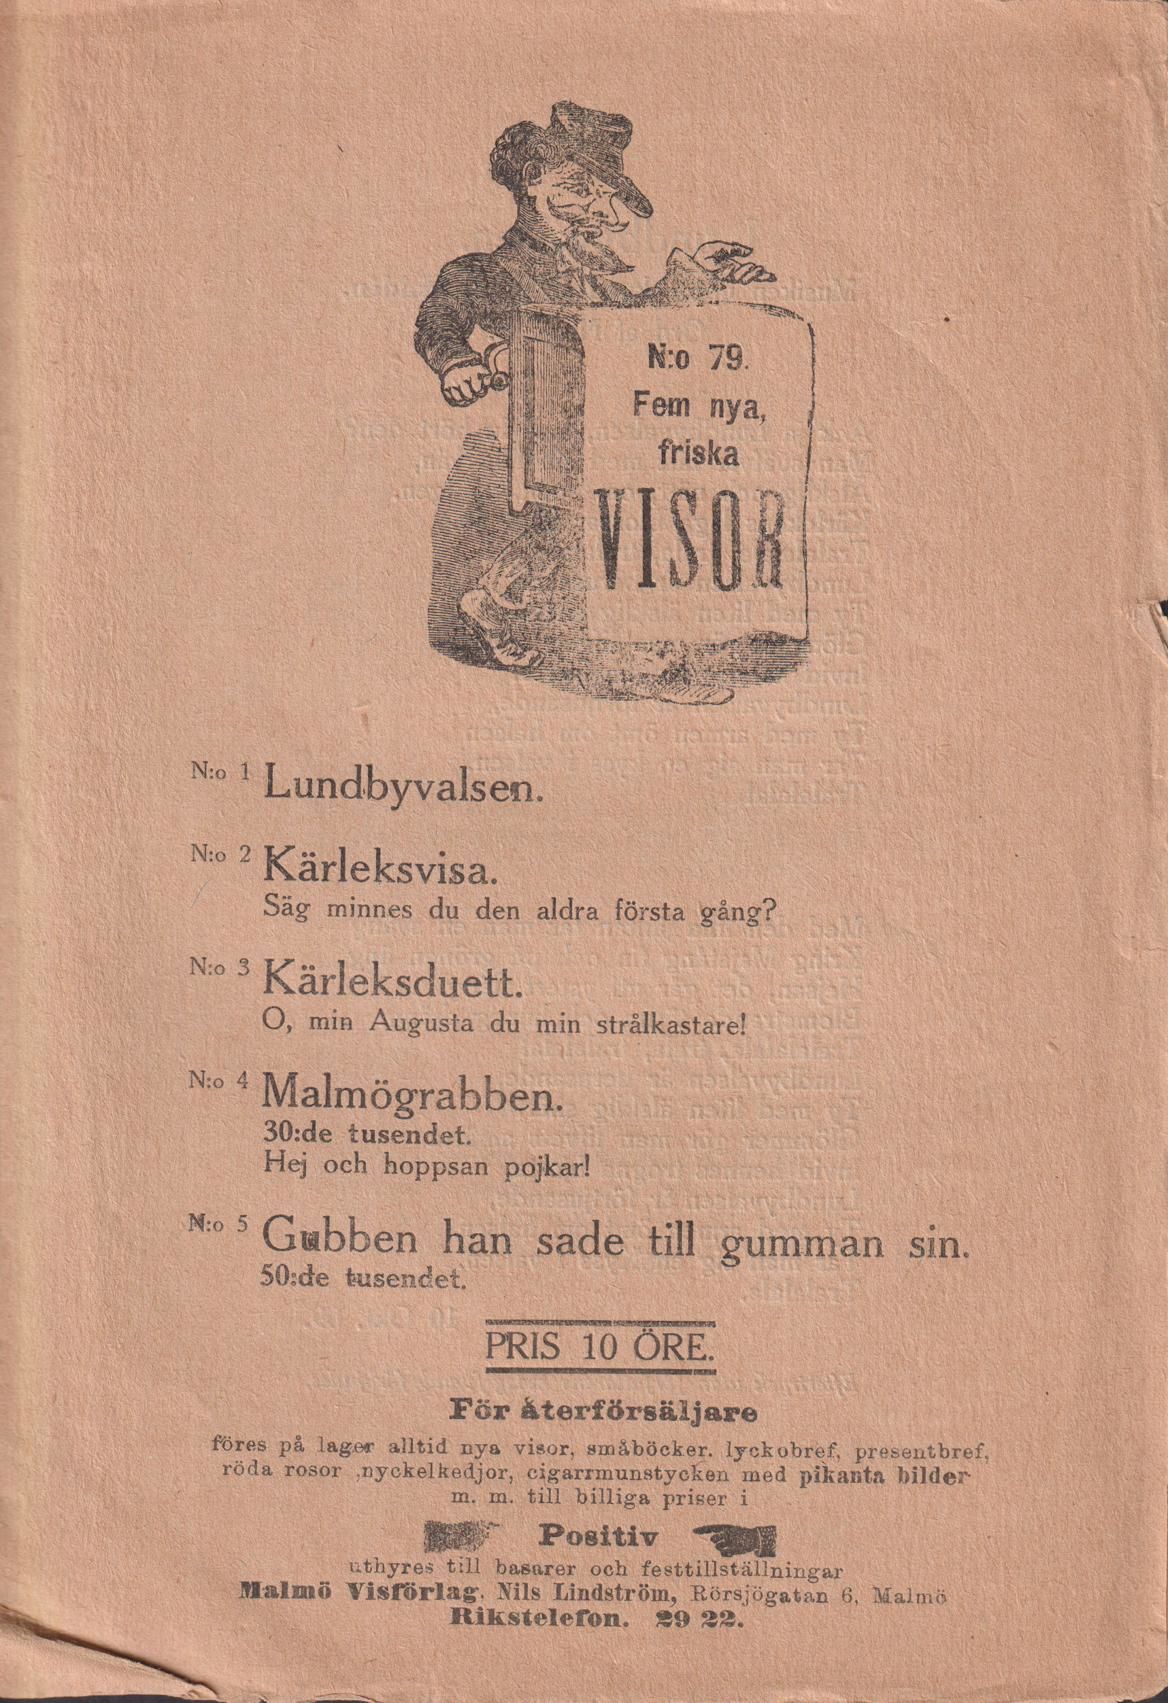 N:o 79.
Fem nya,
friska
VISOR
N:o 1 Lundbyvalsen.
N:o 2 Kärleksvisa.
Säg minnes du den aldra första gång?
N:o 3 Kärleksduett.
O, min Augusta du min strålkastare!
N:o 4 Malmögrabben.
30:de tusendet.
Hej och hoppsan pojkar!
N:o 5 Gubben han sade till gumman sin.
50:de tusendet.
PRIS 10 ÖRE.
För återförsäljare
föres på lager alltid nya visor, småböcker. lyckobref, presentbref,
röda rosor ,nyckelkedjor, cigarrmunstycken med pikanta bilder
m. m. till billiga priser i
Positiv
uthyres till basarer och festtillställningar
Malmö Visförlag, Nils Lindström, Rörsjögatan 6, Malmö
Rikstelefon. 29 22.